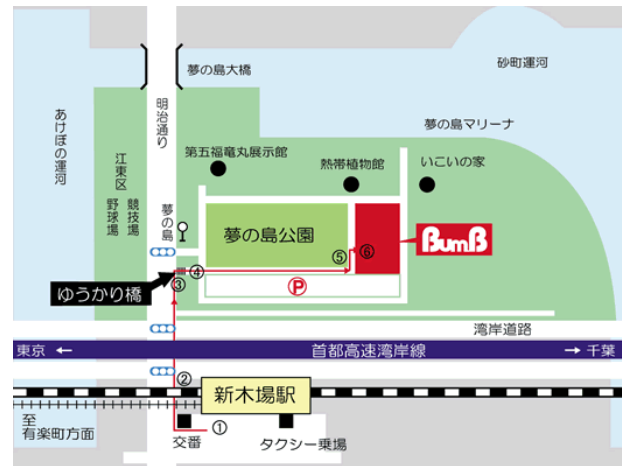 夢の島大橋
砂町運河
あけぼの運河
明治通り
夢の島マリーナ
江東区
野球場
競技場
第五福竜丸展示館
熱帯植物館
いこいの家
夢の島
夢の島公園
BumB
⑤
⑥
④
③
P
ゆうかり橋
湾岸道路
東京 ←
首都高速湾岸線
→ 千葉
②
新木場駅
至
有楽町方面
交番
①
タクシー乗場